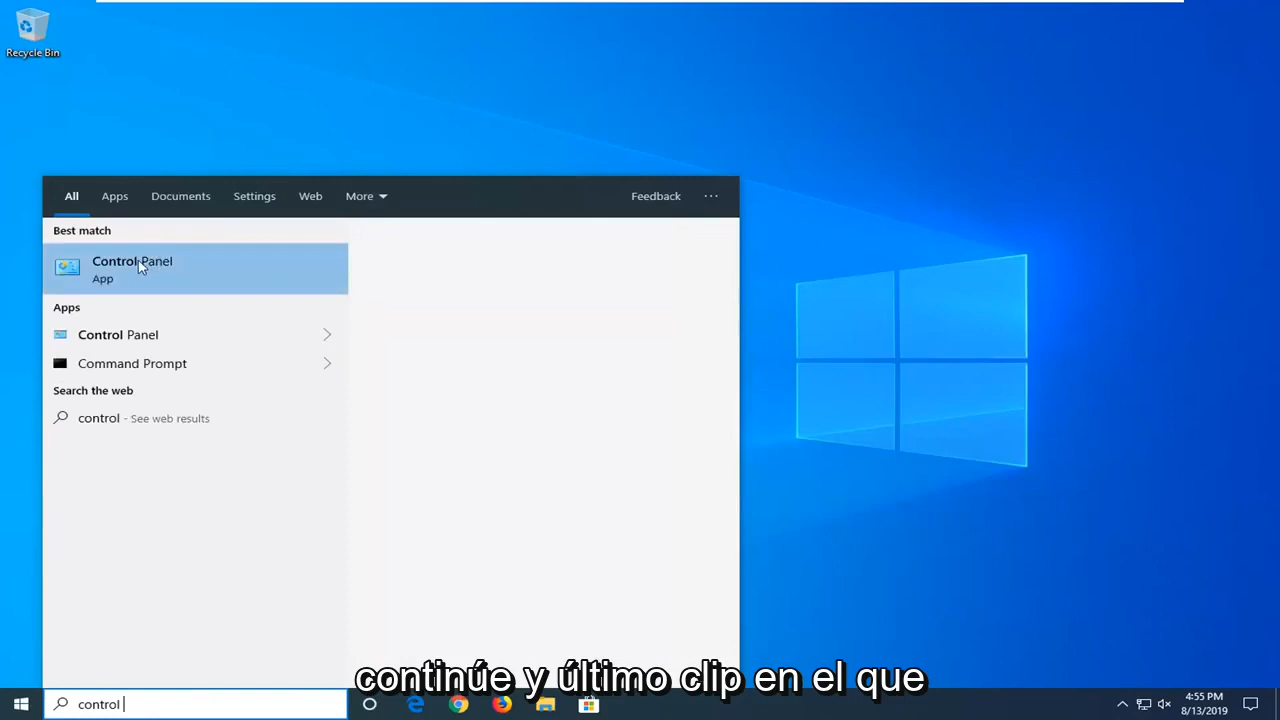 Recycle Bin
All Apps Documents Settings Web More Feedback ...
Best match
Control Panel
App
Apps
Control Panel
Command Prompt
Search the web
control - See web results
continúe y último clip en el que
control
4:55 PM
8/13/2019